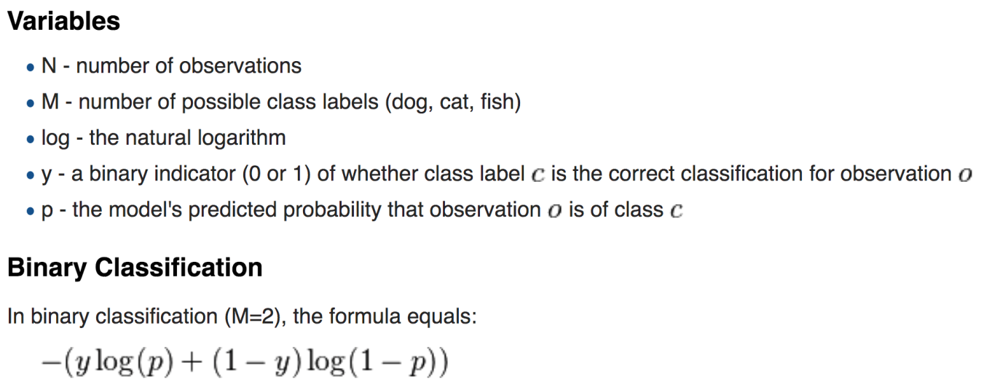 Variables
• N - number of observations
• M - number of possible class labels (dog, cat, fish)
• log - the natural logarithm
• y - a binary indicator (0 or 1) of whether class label c is the correct classification for observation o
• p - the model's predicted probability that observation o is of class c
Binary Classification
In binary classification (M=2), the formula equals:
−(y log(p) + (1 − y) log(1 − p))